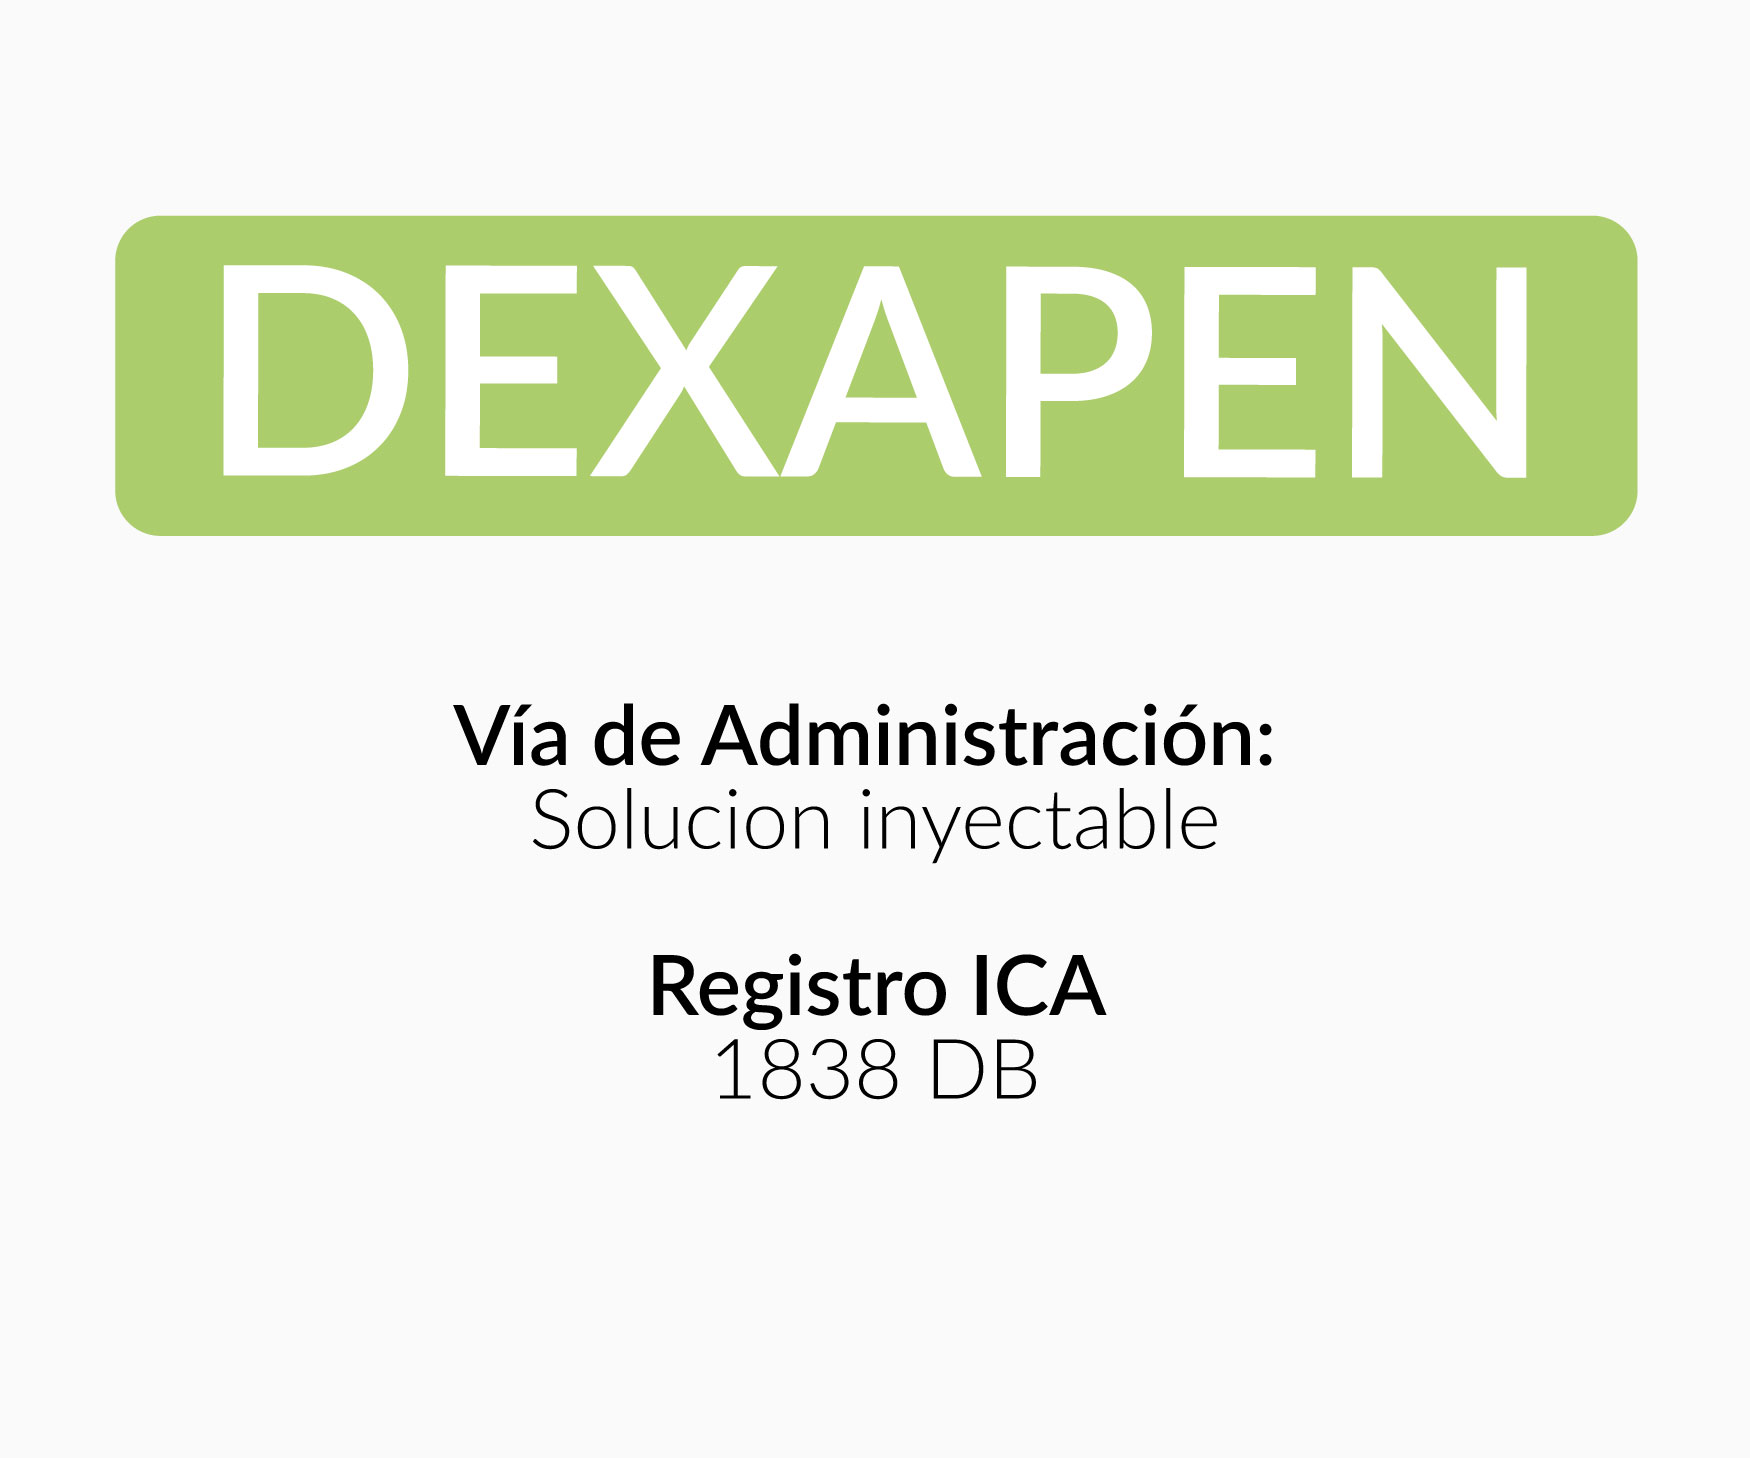 DEXAPEN
Vía de Administración:
Solucion inyectable
Registro ICA
1838 DB